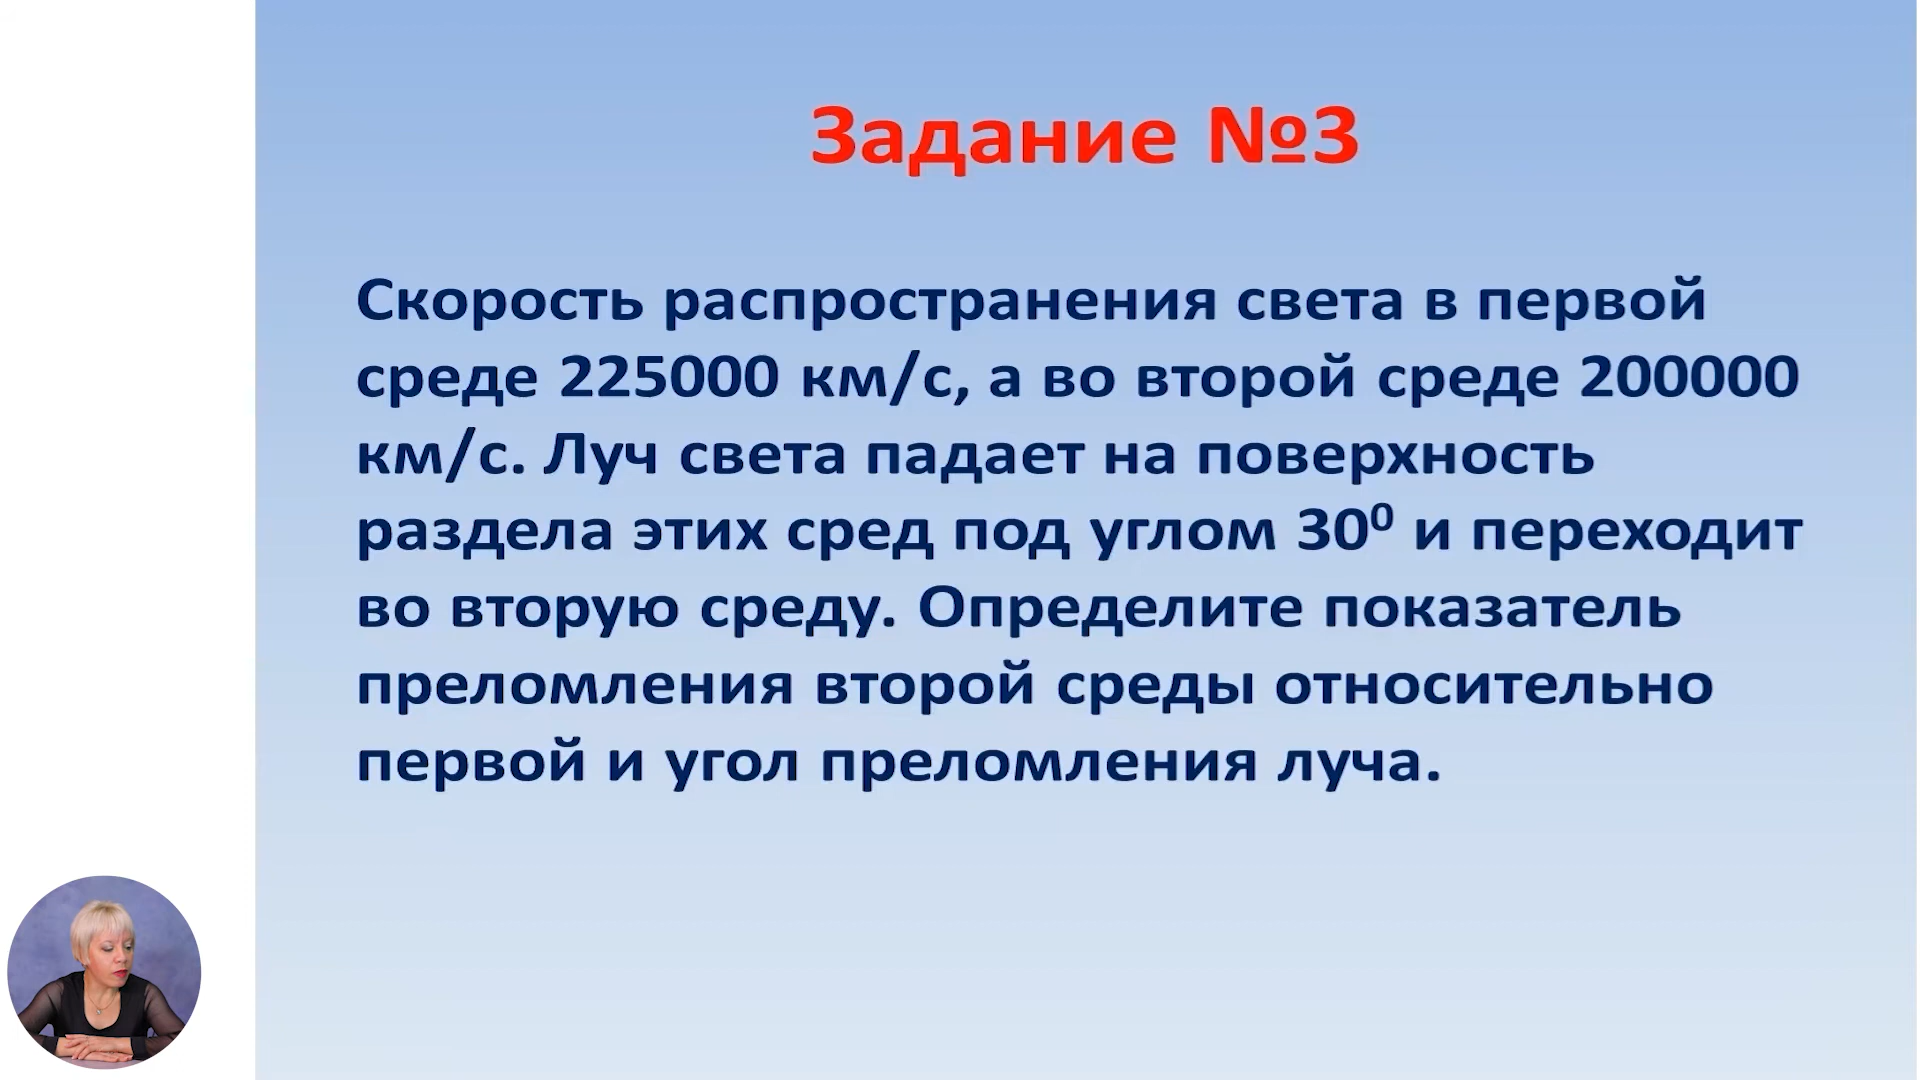 Задание №3
Скорость распространения света в первой
среде 225000 км/с, а во второй среде 200000
км/с. Луч света падает на поверхность
раздела этих сред под углом 30⁰ и переходит
во вторую среду. Определите показатель
преломления второй среды относительно
первой и угол преломления луча.